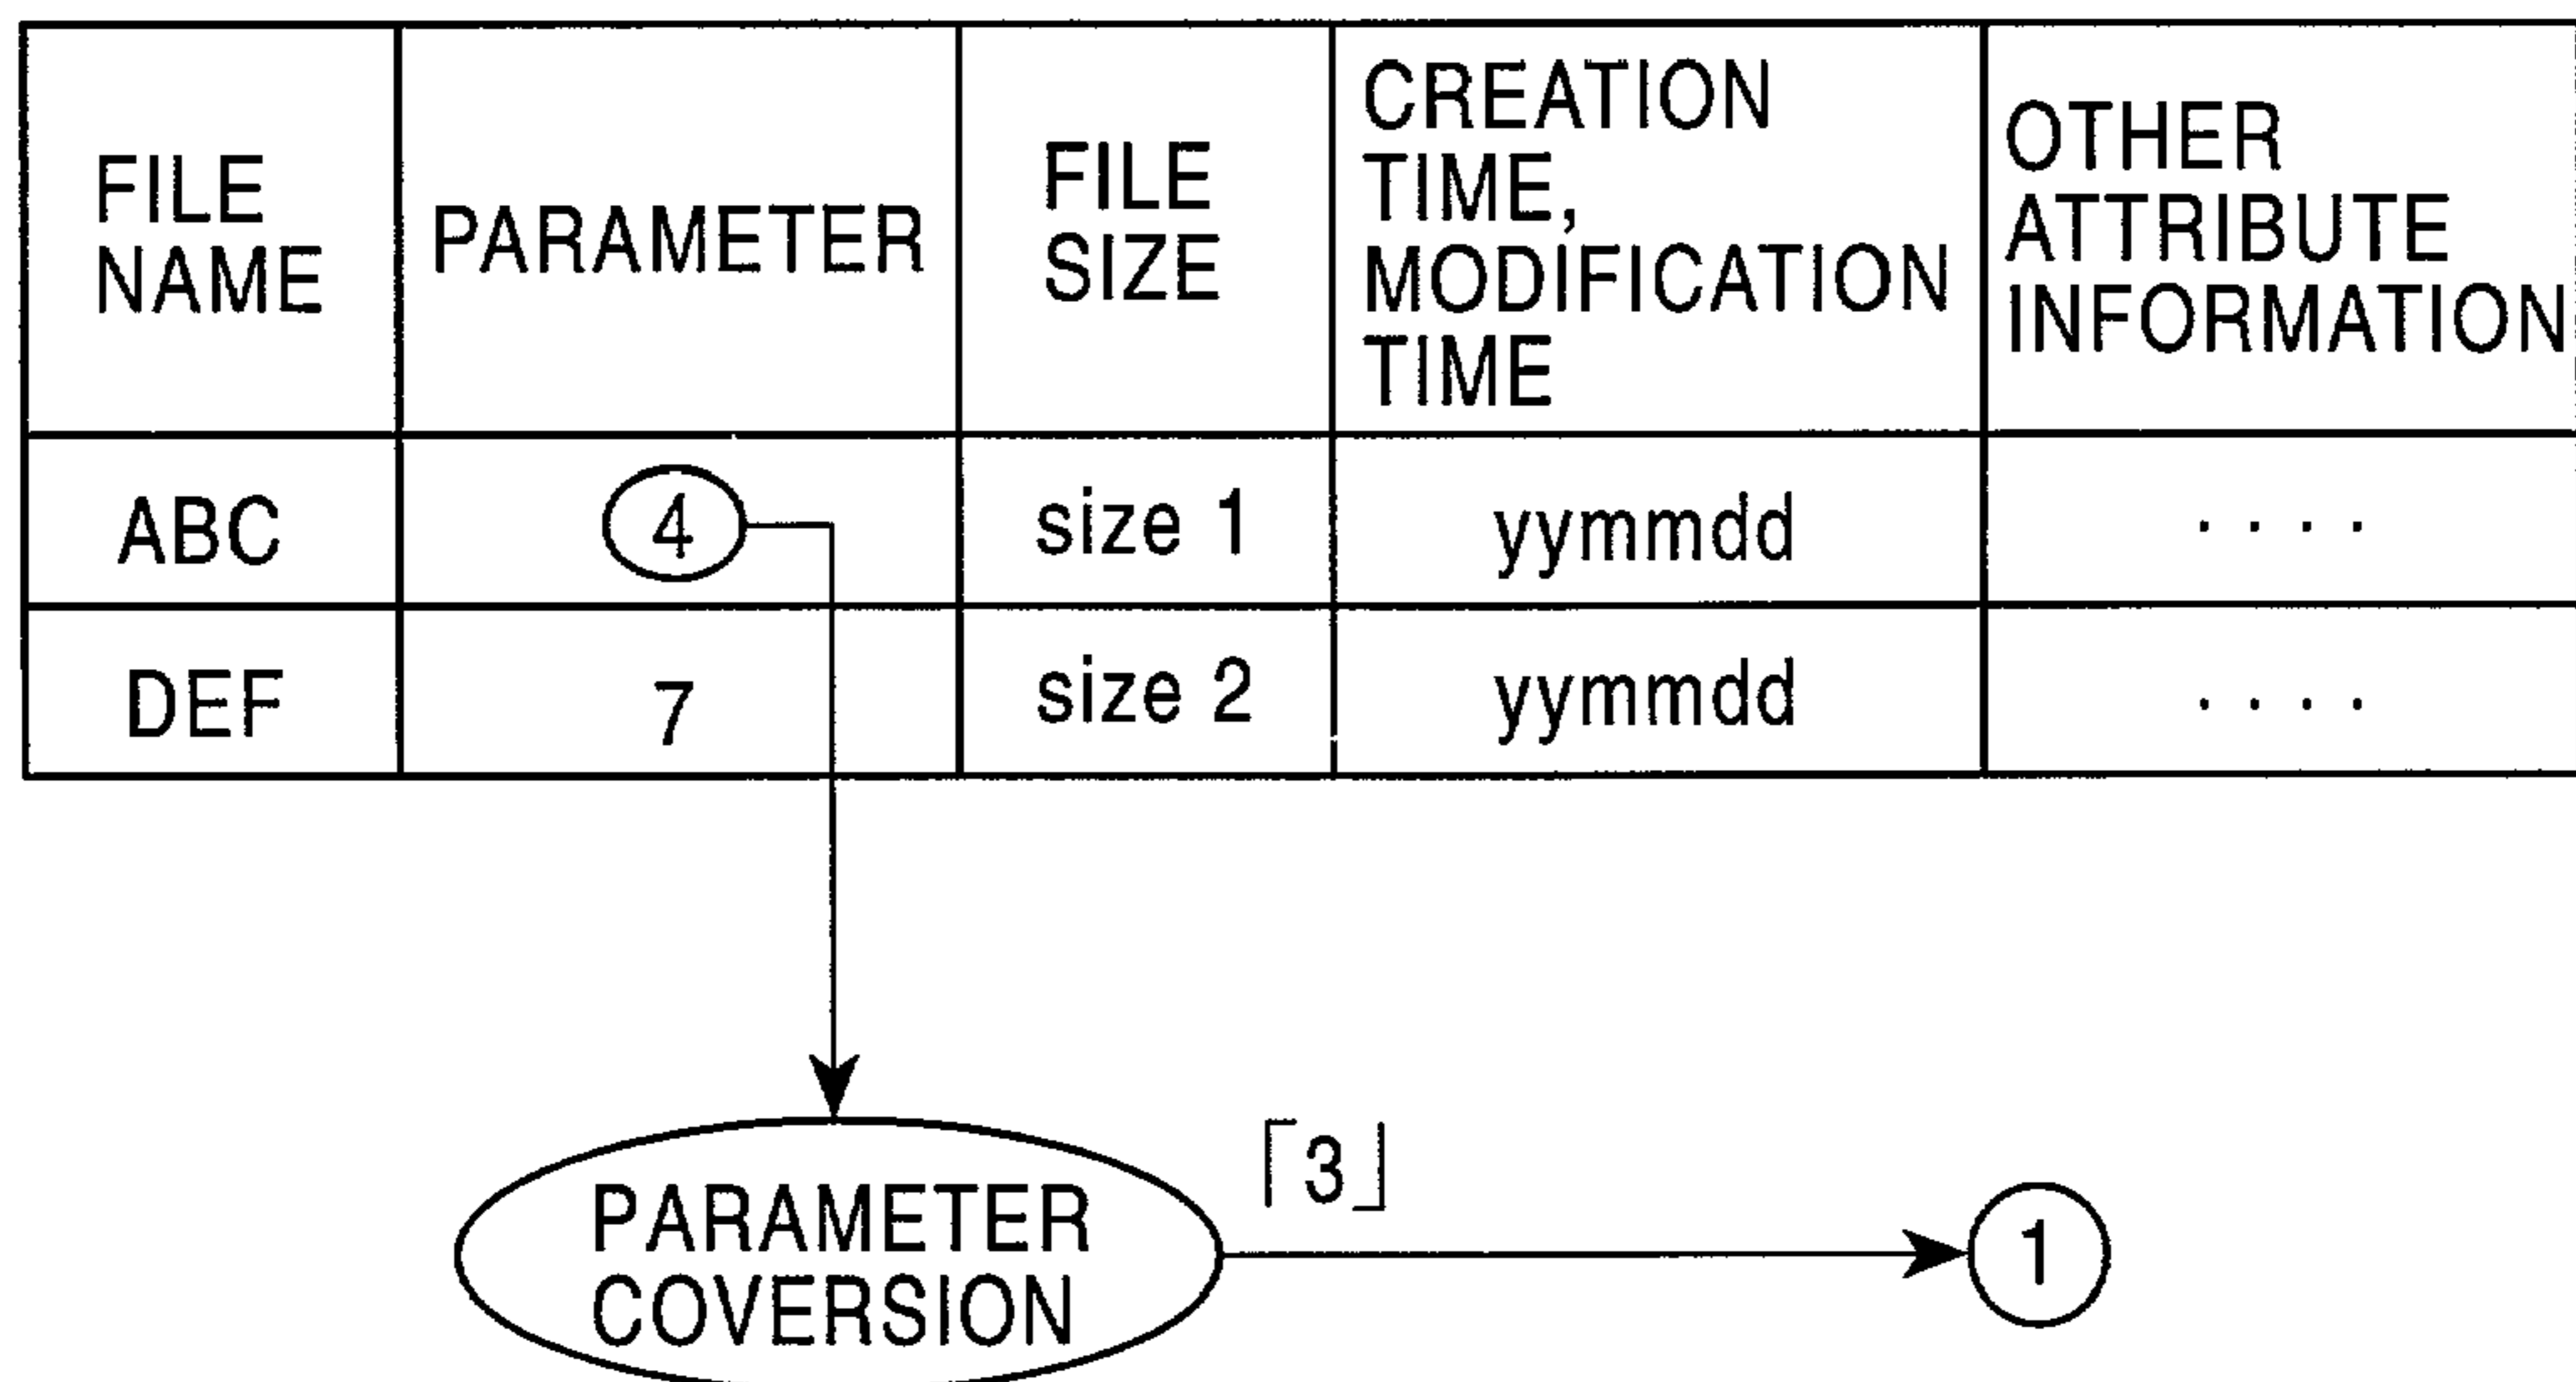 FILE
NAME
PARAMETER
FILE
SIZE
CREATION
TIME,
MODIFICATION
TIME
OTHER
ATTRIBUTE
INFORMATION
ABC
4
size 1
yymmdd
....
DEF
7
size 2
yymmdd
....
PARAMETER
COVERSION
「3」
1